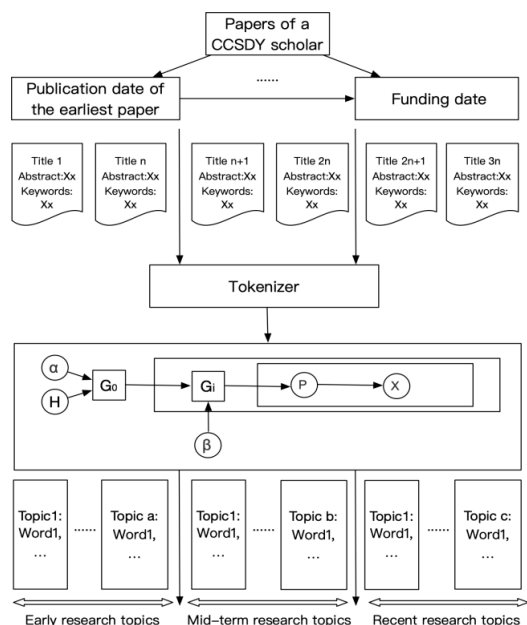 Papers of a
CCSDY scholar
......
Publication date of
the earliest paper
Funding date
Title 1
Abstract:Xx
Keywords:
Xx
Title n
Abstract:Xx
Keywords:
Xx
Title n+1
Abstract:Xx
Keywords:
Xx
Title 2n
Abstract:Xx
Keywords:
Xx
Title 2n+1
Abstract:Xx
Keywords:
Xx
Title 3n
Abstract:Xx
Keywords:
Xx
Tokenizer
α
H
G₀
Gi
P
X
β
Topic1:
Word1,
...
......
Topic a:
Word1,
...
Topic1:
Word1,
...
......
Topic b:
Word1,
...
Topic1:
Word1,
...
......
Topic c:
Word1,
...
Early research topics
Mid-term research topics
Recent research topics